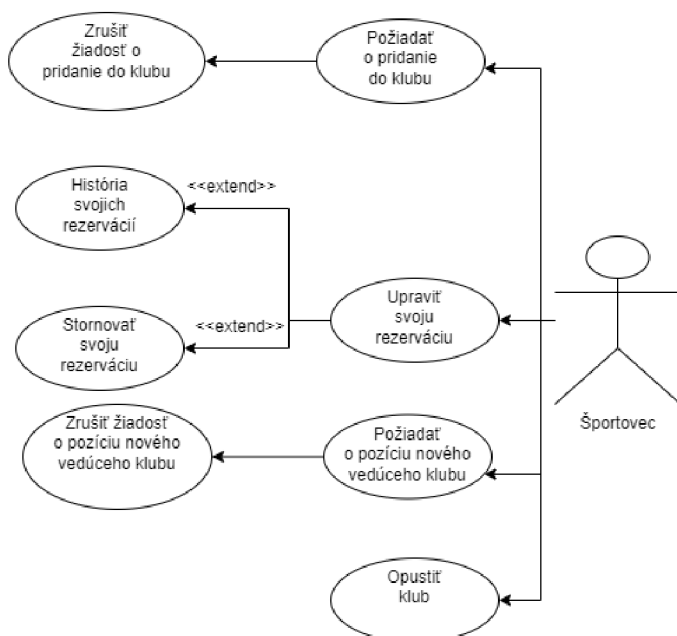 Zrušiť
žiadosť o
pridanie do klubu
Požiadať
o pridanie
do klubu
História
svojich
rezervácií
<<extend>>
Stornovať
svoju
rezerváciu
<<extend>>
Upraviť
svoju
rezerváciu
Športovec
Zrušiť žiadosť
o pozíciu nového
vedúceho klubu
Požiadať
o pozíciu nového
vedúceho klubu
Opustiť
klub